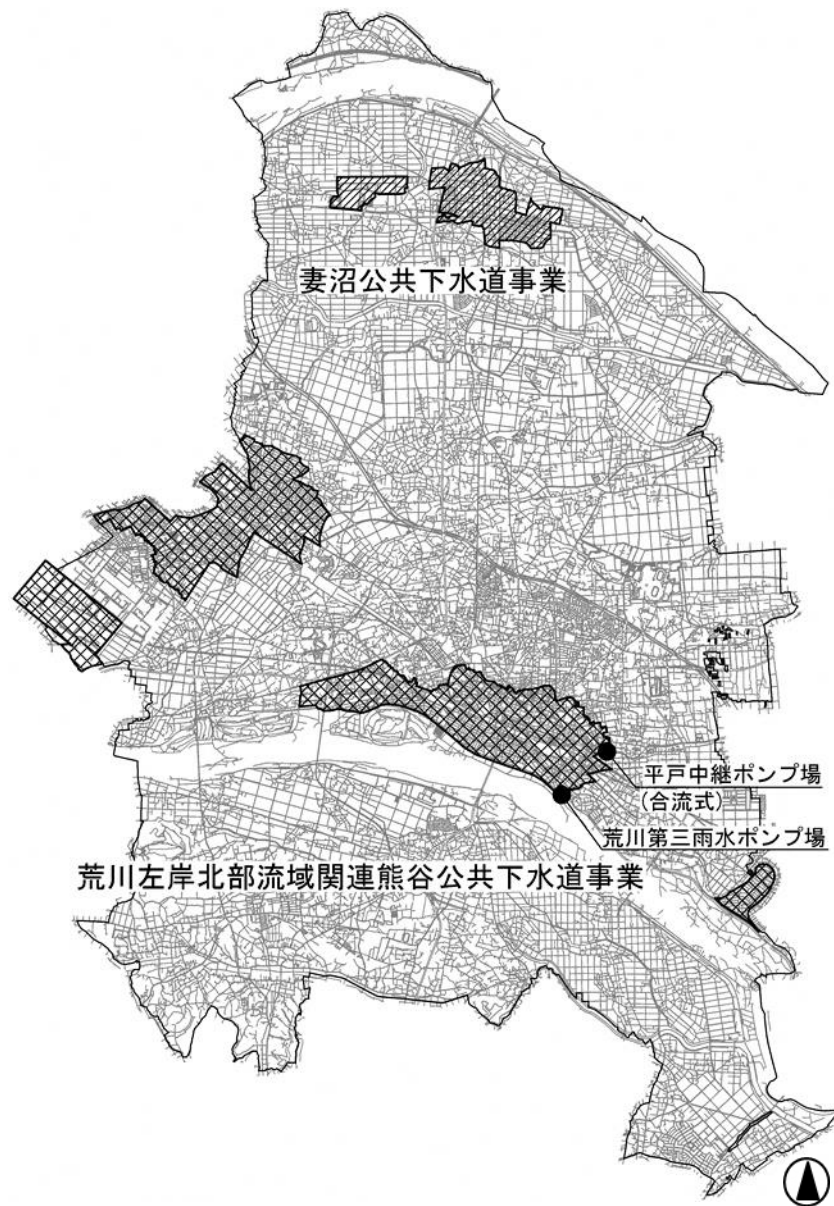 妻沼公共下水道事業
平戸中継ポンプ場
(合流式)
荒川第三雨水ポンプ場
荒川左岸北部流域関連熊谷公共下水道事業